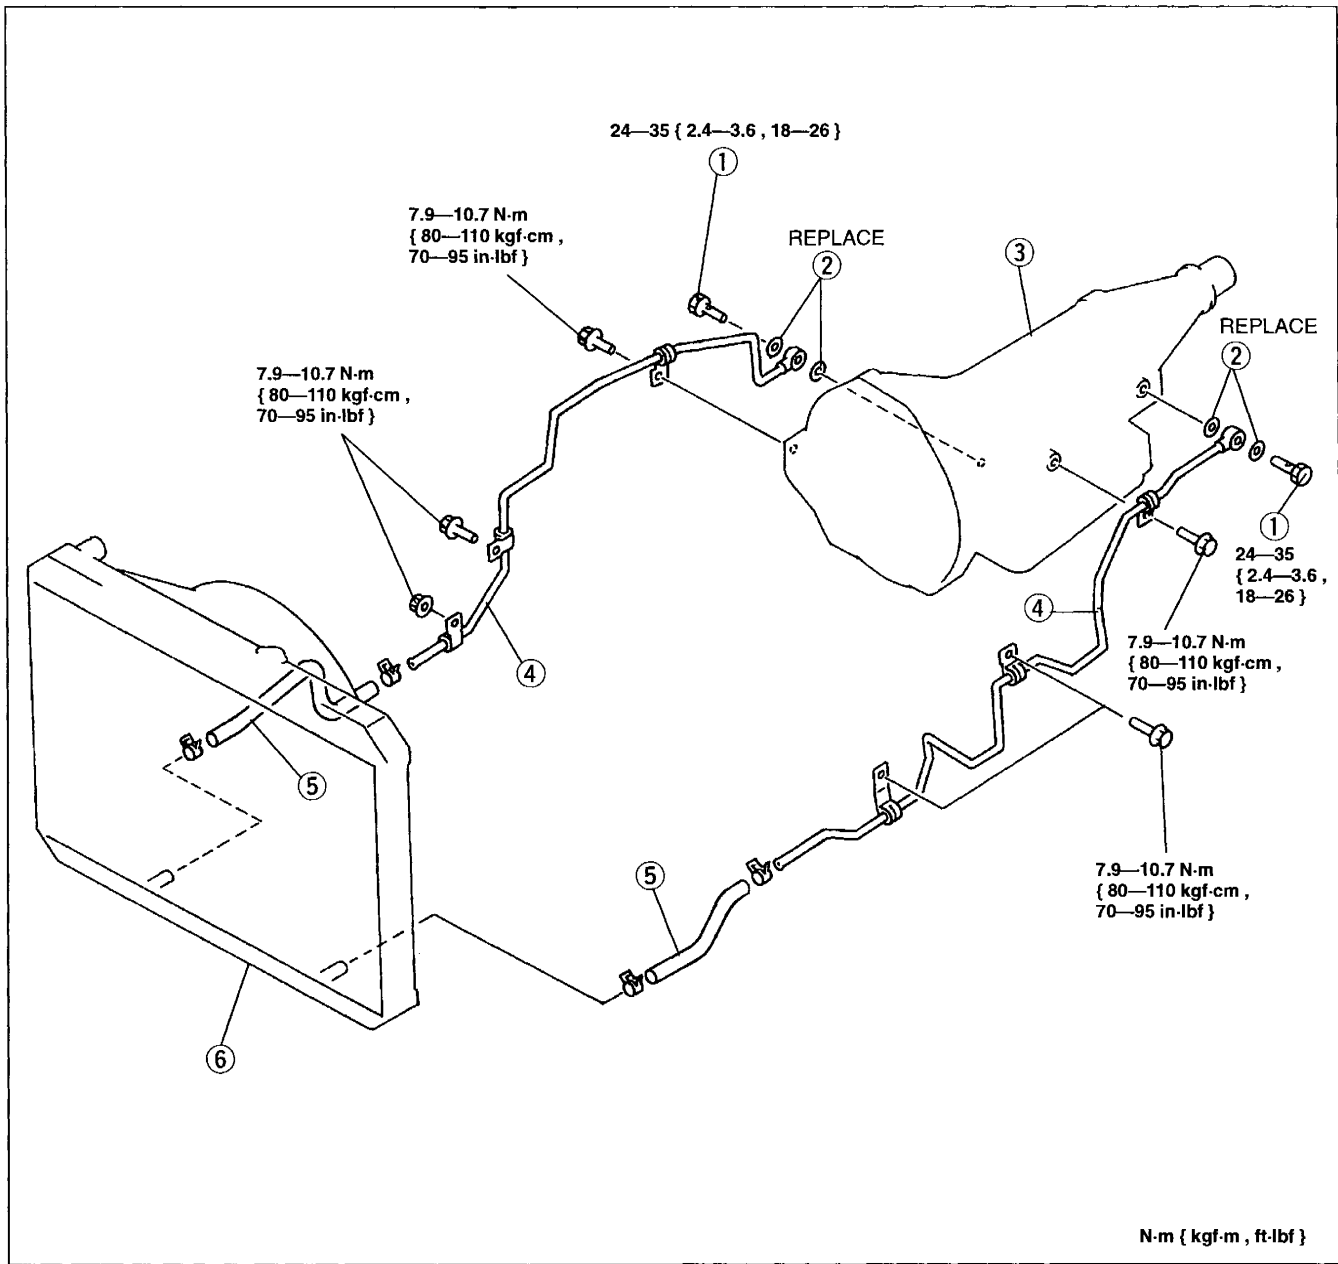 24—35 { 2.4—3.6 , 18—26 }
1
7.9—10.7 N·m
{ 80—110 kgf·cm ,
70—95 in·lbf }
REPLACE
2
3
REPLACE
2
7.9—10.7 N·m
{ 80—110 kgf·cm ,
70—95 in·lbf }
1
24—35
{ 2.4—3.6 ,
18—26 }
4
4
7.9—10.7 N·m
{ 80—110 kgf·cm ,
70—95 in·lbf }
5
5
7.9—10.7 N·m
{ 80—110 kgf·cm ,
70—95 in·lbf }
6
N·m { kgf·m , ft·lbf }